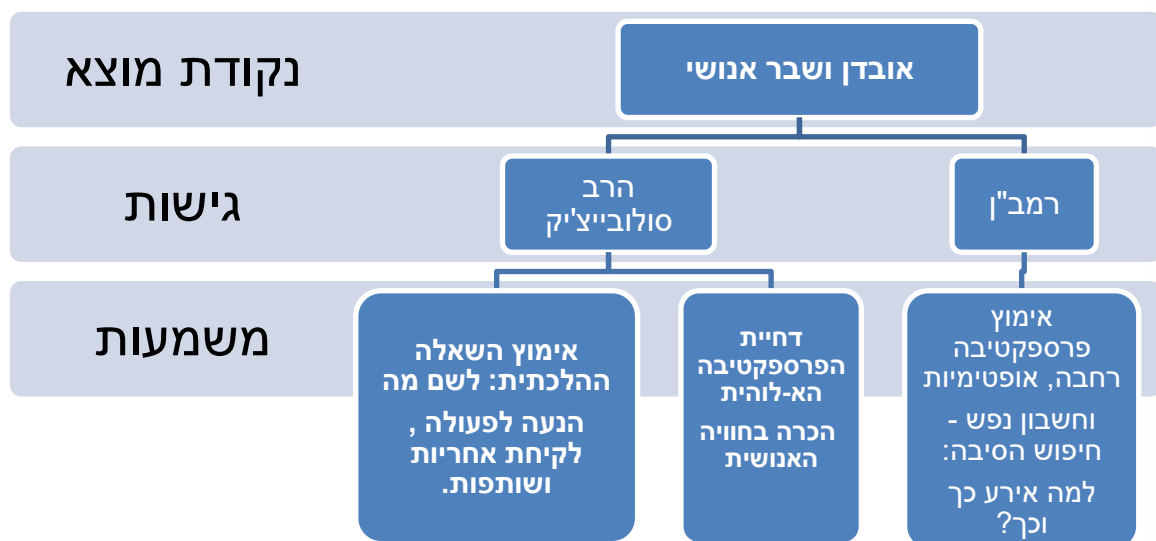 נקודת מוצא
אובדן ושבר אנושי
גישות
רמב"ן
הרב
סולובייצ'יק
משמעות
אימוץ
פרספקטיבה
רחבה, אופטימיות
וחשבון נפש -
חיפוש הסיבה:
למה אירע כך
וכך?
דחיית
הפרספקטיבה
הא-לוהית
הכרה בחוויה
האנושית
אימוץ השאלה
ההלכתית: לשם מה
הנעה לפעולה ,
לקיחת אחריות
ושותפות.